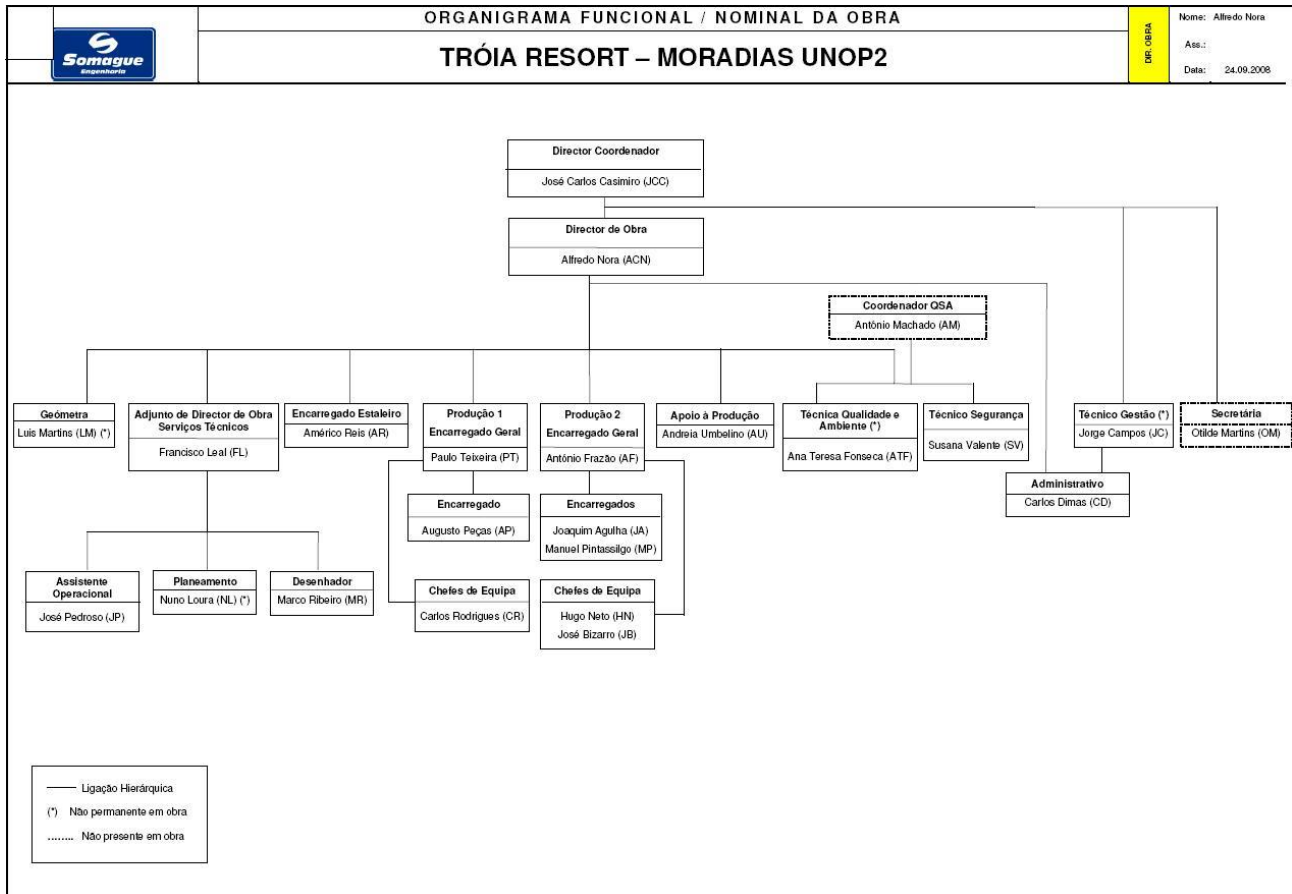 ORGANIGRAMA FUNCIONAL / NOMINAL DA OBRA
TRÓIA RESORT – MORADIAS UNOP2
Somague
Engenharia
DIR. OBRA
Nome: Alfredo Nora
Ass.:
Data: 24.09.2008
Director Coordenador
José Carlos Casimiro (JCC)
Director de Obra
Alfredo Nora (ACN)
Coordenador QSA
António Machado (AM)
Geómetra
Luis Martins (LM) (*)
Adjunto de Director de Obra
Serviços Técnicos
Francisco Leal (FL)
Encarregado Estaleiro
Américo Reis (AR)
Produção 1
Encarregado Geral
Paulo Teixeira (PT)
Produção 2
Encarregado Geral
António Frazão (AF)
Apoio à Produção
Andreia Umbelino (AU)
Técnica Qualidade e
Ambiente (*)
Ana Teresa Fonseca (ATF)
Técnico Segurança
Susana Valente (SV)
Técnico Gestão (*)
Jorge Campos (JC)
Secretária
Otilde Martins (OM)
Administrativo
Carlos Dimas (CD)
Encarregado
Augusto Peças (AP)
Encarregados
Joaquim Agulha (JA)
Manuel Pintassilgo (MP)
Assistente
Operacional
José Pedroso (JP)
Planeamento
Nuno Loura (NL) (*)
Desenhador
Marco Ribeiro (MR)
Chefes de Equipa
Carlos Rodrigues (CR)
Chefes de Equipa
Hugo Neto (HN)
José Bizarro (JB)
Ligação Hierárquica
(*) Não permanente em obra
........ Não presente em obra